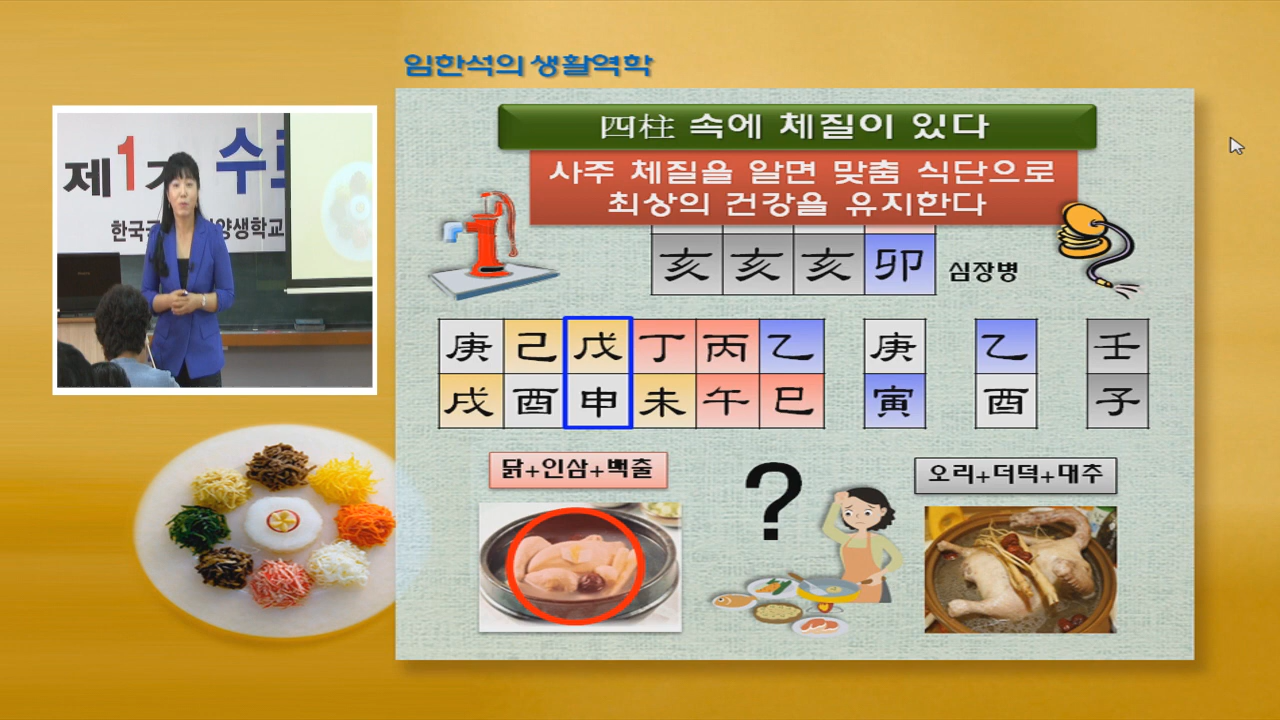 임한석의 생활역학
제1기 수
한국 양생학교
四柱 속에 체질이 있다
사주 체질을 알면 맞춤 식단으로
최상의 건강을 유지한다
亥 亥 亥 卯 심장병
庚 己 戊 丁 丙 乙 庚 乙 壬
戌 酉 申 未 午 巳 寅 酉 子
닭+인삼+백출
?
오리+더덕+대추